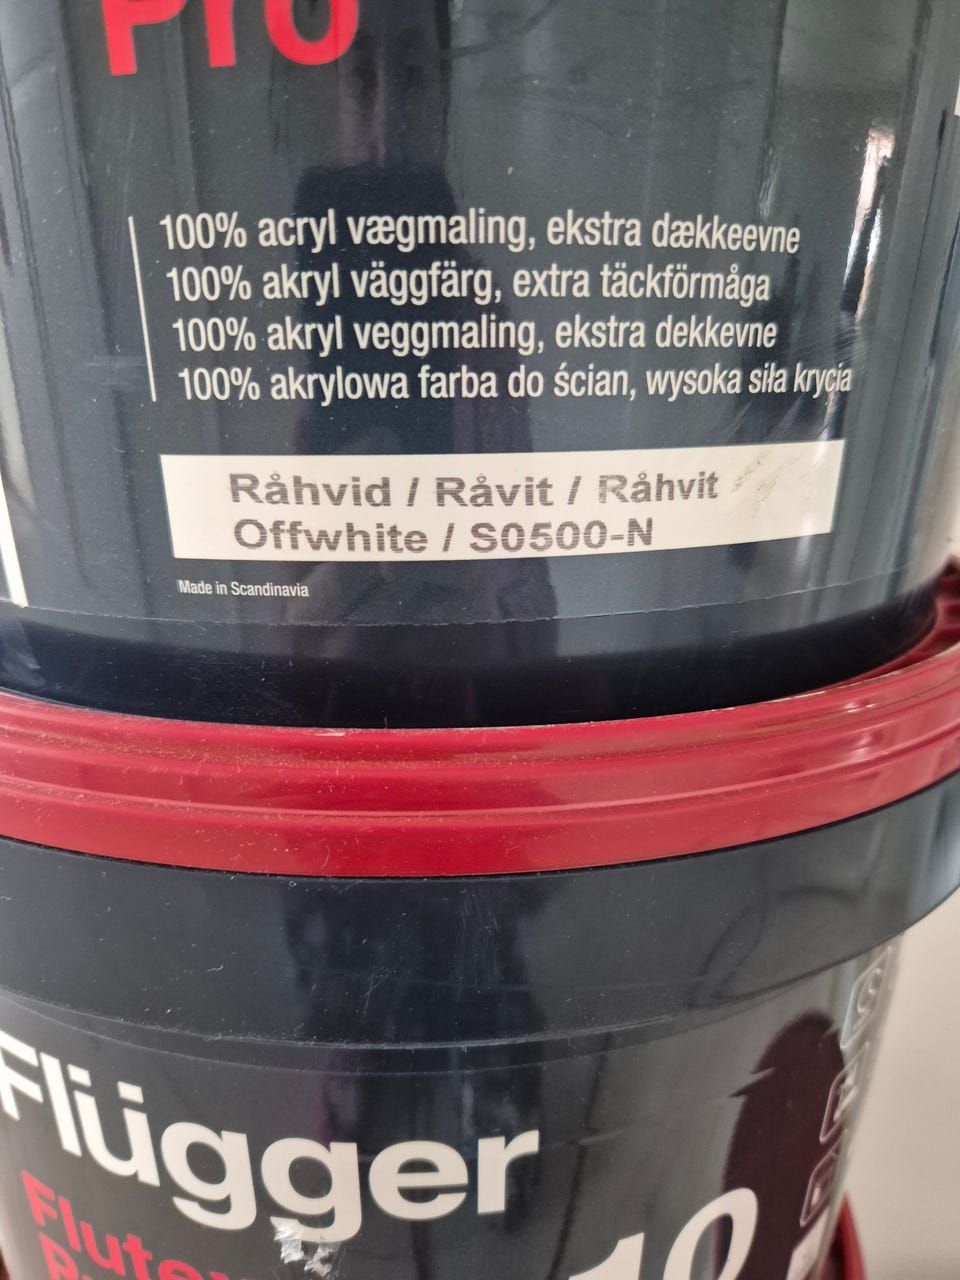 Pro
100% acryl vægmaling, ekstra dækkeevne
100% akryl väggfärg, extra täckförmåga
100% akryl veggmaling, ekstra dekkevne
100% akrylowa farba do ścian, wysoka siła krycia
Råhvid / Råvit / Råhvit
Offwhite / S0500-N
Made in Scandinavia
Flügger
10